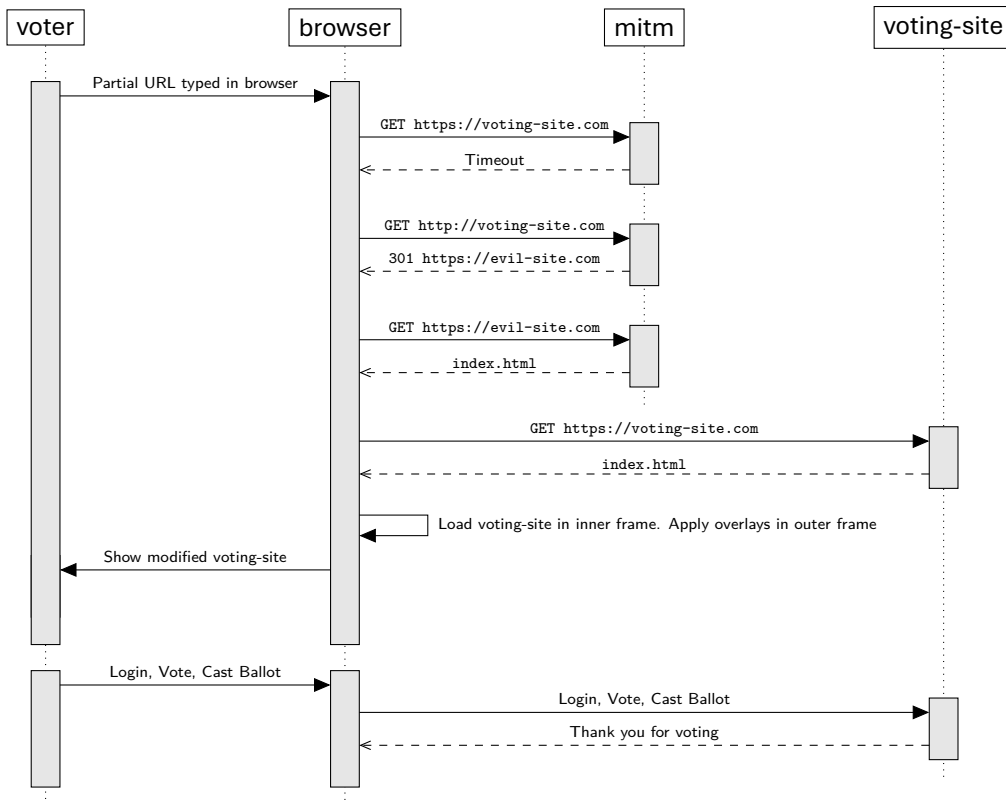 voter
browser
mitm
voting-site
Partial URL typed in browser
GET https://voting-site.com
Timeout
GET http://voting-site.com
301 https://evil-site.com
GET https://evil-site.com
index.html
GET https://voting-site.com
index.html
Load voting-site in inner frame. Apply overlays in outer frame
Show modified voting-site
Login, Vote, Cast Ballot
Login, Vote, Cast Ballot
Thank you for voting